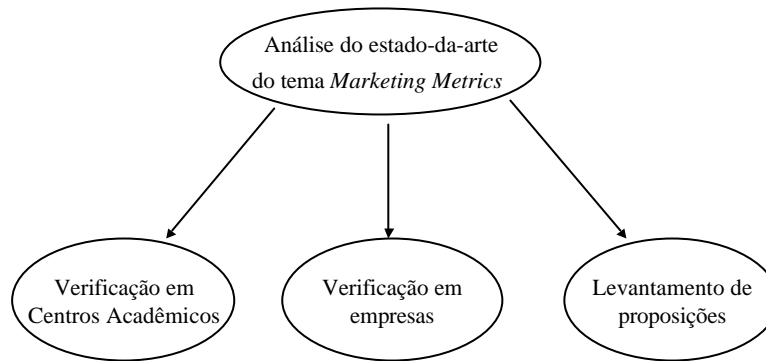 Análise do estado-da-arte
do tema Marketing Metrics
Verificação em
Centros Acadêmicos
Verificação em
empresas
Levantamento de
proposições